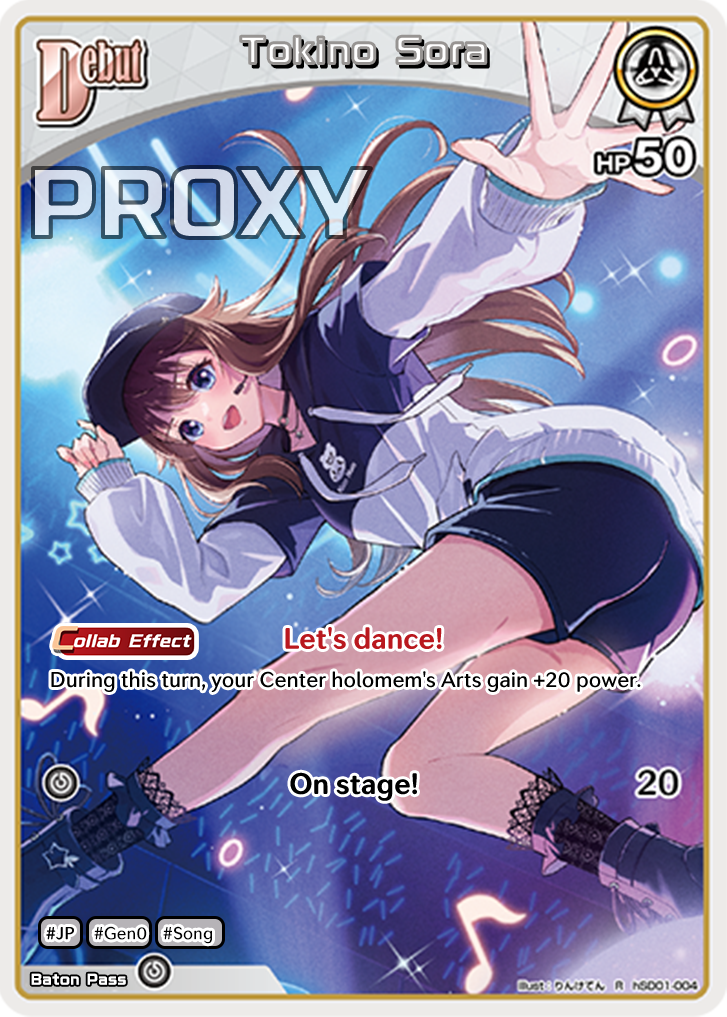 Debut
Tokino Sora
HP50
PROXY
Collab Effect
Let's dance!
During this turn, your Center holomem's Arts gain +20 power.
On stage! 20
#JP #Gen0 #Song
Baton Pass
illust : りんけてん R hSD01-004